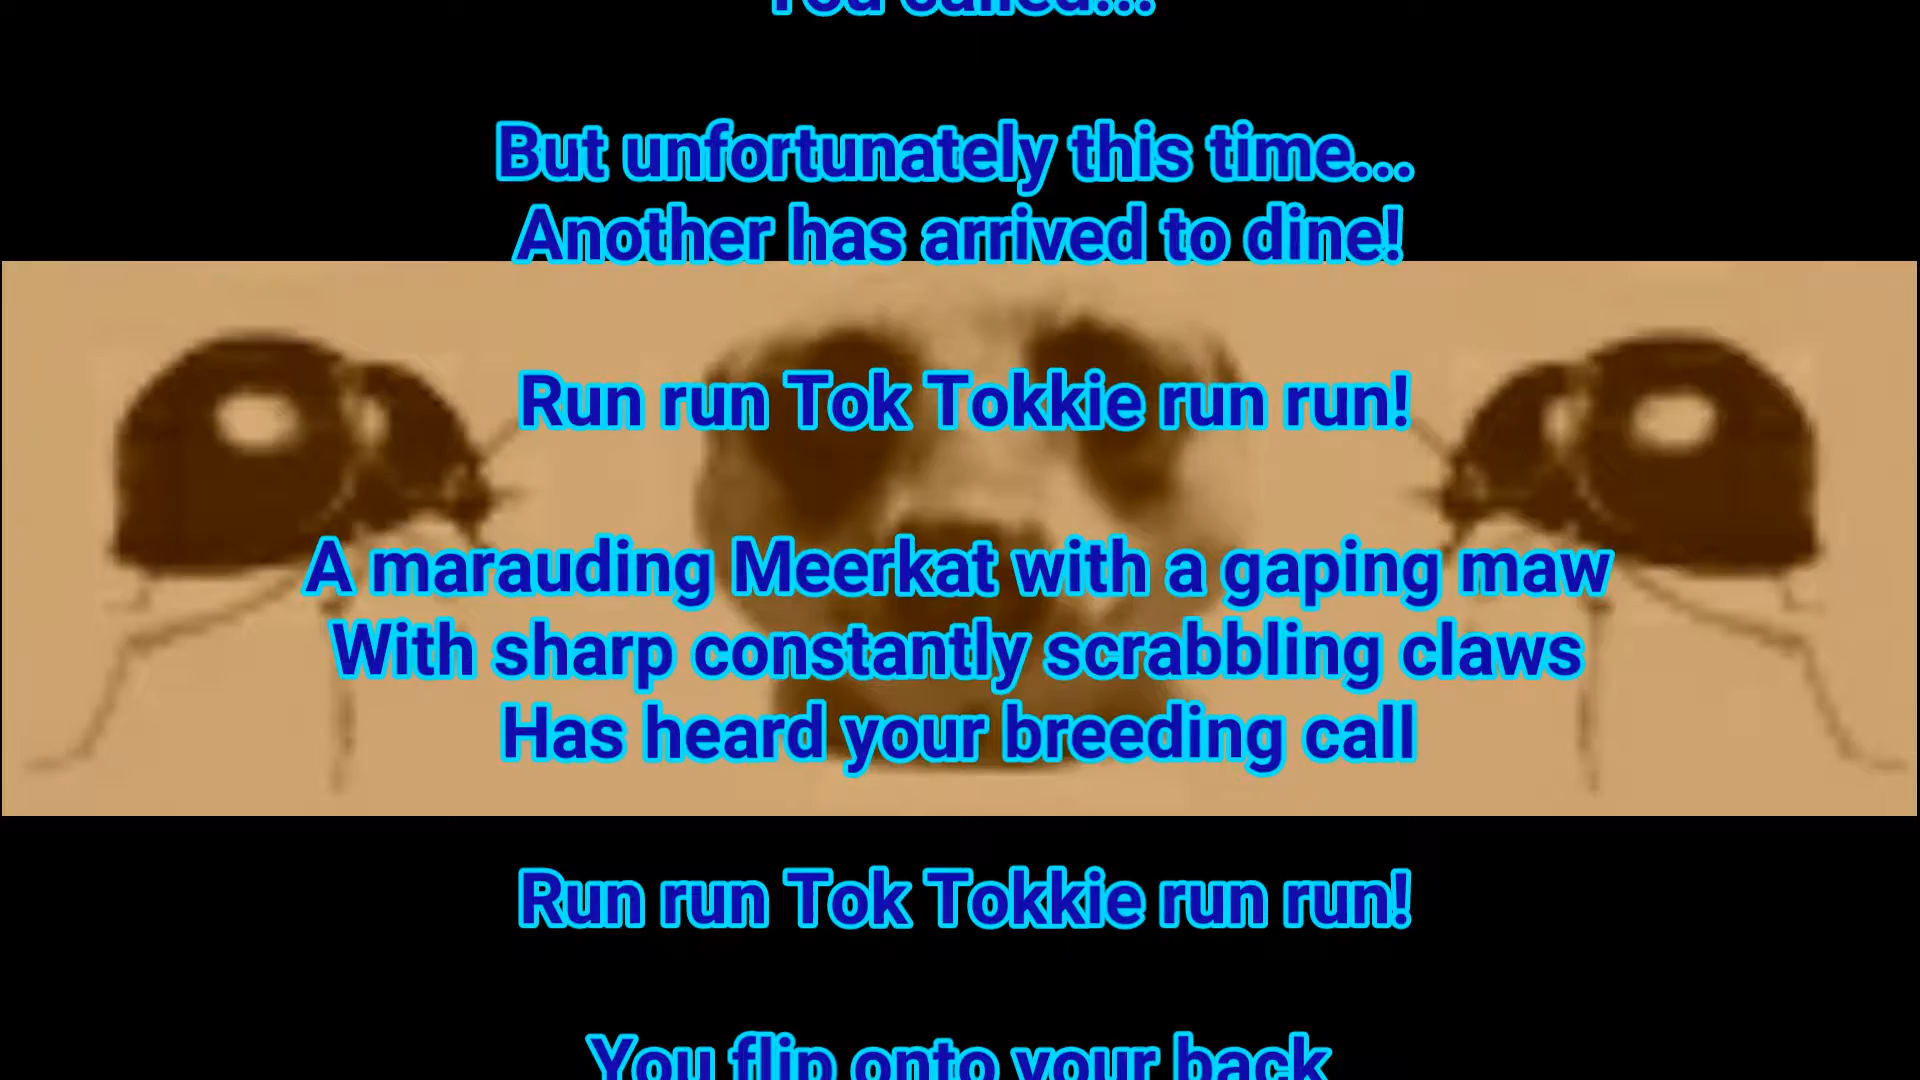 You called...
But unfortunately this time...
Another has arrived to dine!
Run run Tok Tokkie run run!
A marauding Meerkat with a gaping maw
With sharp constantly scrabbling claws
Has heard your breeding call
Run run Tok Tokkie run run!
You flip onto your back